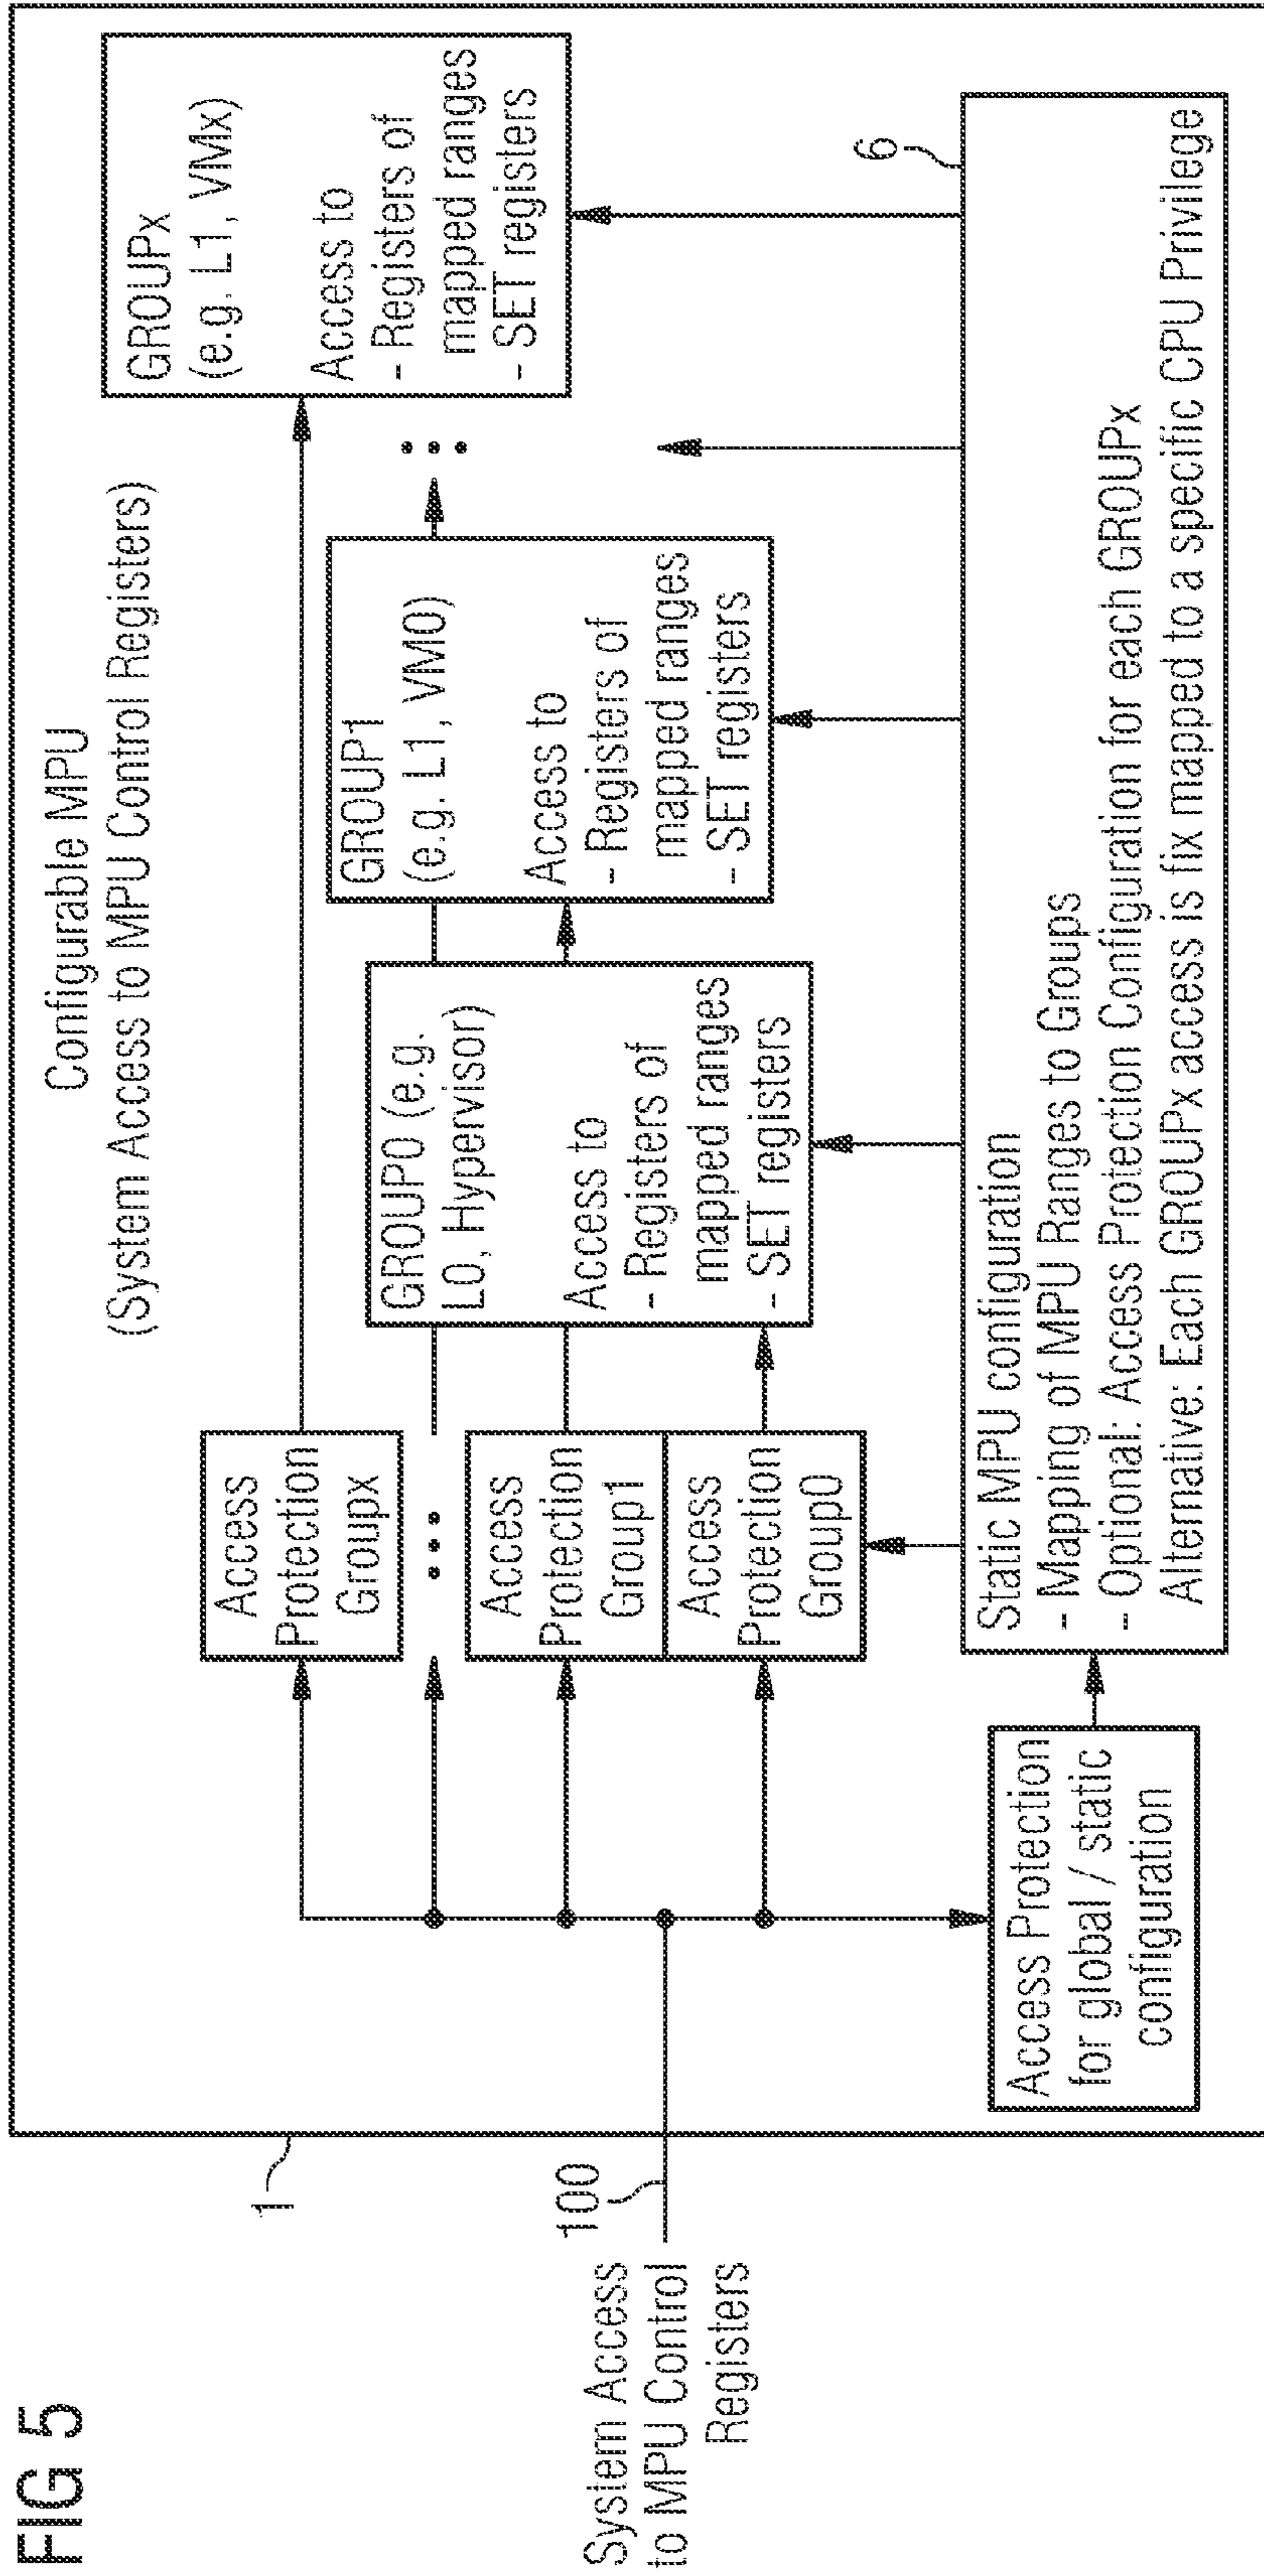 FIG 5
Configurable MPU
(System Access to MPU Control Registers)
1
100
System Access
to MPU Control
Registers
Access
Protection
Groupx
Access
Protection
Group1
Access
Protection
Group0
GROUP0 (e.g.
L0, Hypervisor)
Access to
- Registers of
mapped ranges
- SET registers
GROUP1
(e.g. L1, VM0)
Access to
- Registers of
mapped ranges
- SET registers
GROUPx
(e.g. L1, VMx)
Access to
- Registers of
mapped ranges
- SET registers
6
Access Protection
for global / static
configuration
Static MPU configuration
- Mapping of MPU Ranges to Groups
- Optional: Access Protection Configuration for each GROUPx
Alternative: Each GROUPx access is fix mapped to a specific CPU Privilege